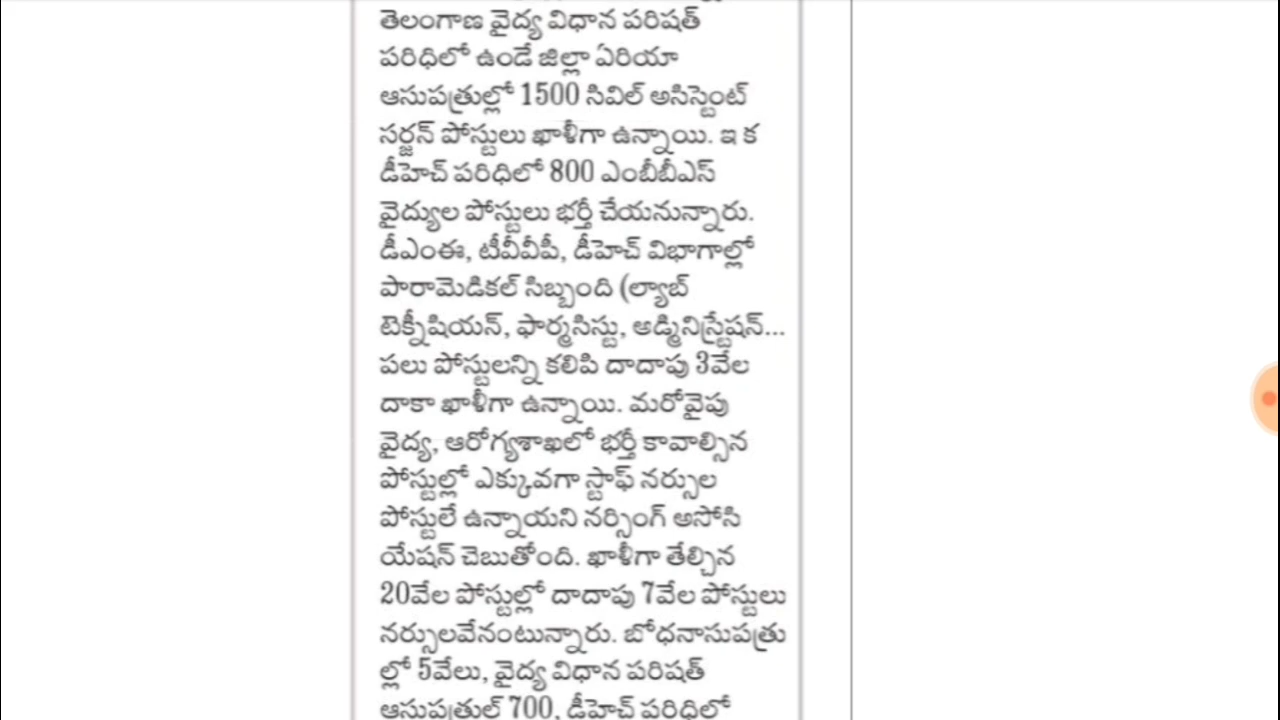 తెలంగాణ వైద్య విధాన పరిషత్
పరిధిలో ఉండే జిల్లా ఏరియా
ఆసుపత్రుల్లో 1500 సివిల్ అసిస్టెంట్
సర్జన్ పోస్టులు ఖాళీగా ఉన్నాయి. ఇ క
డీహెచ్ పరిధిలో 800 ఎంబీబీఎస్
వైద్యుల పోస్టులు భర్తీ చేయనున్నారు.
డీఎంఈ, టీవీవీపీ, డీహెచ్ విభాగాల్లో
పారామెడికల్ సిబ్బంది (ల్యాబ్
టెక్నీషియన్, ఫార్మసిస్టు, అడ్మినిస్ట్రేషన్...
పలు పోస్టులన్ని కలిపి దాదాపు 3వేల
దాకా ఖాళీగా ఉన్నాయి. మరోవైపు
వైద్య, ఆరోగ్యశాఖలో భర్తీ కావాల్సిన
పోస్టుల్లో ఎక్కువగా స్టాఫ్ నర్సుల
పోస్టులే ఉన్నాయని నర్సింగ్ అసోసి
యేషన్ చెబుతోంది. ఖాళీగా తేల్చిన
20వేల పోస్టుల్లో దాదాపు 7వేల పోస్టులు
నర్సులవేనంటున్నారు. బోధనాసుపత్రు
ల్లో 5వేలు, వైద్య విధాన పరిషత్
ఆసుపత్రుల్ 700, డీహెచ్ పరిధిలో